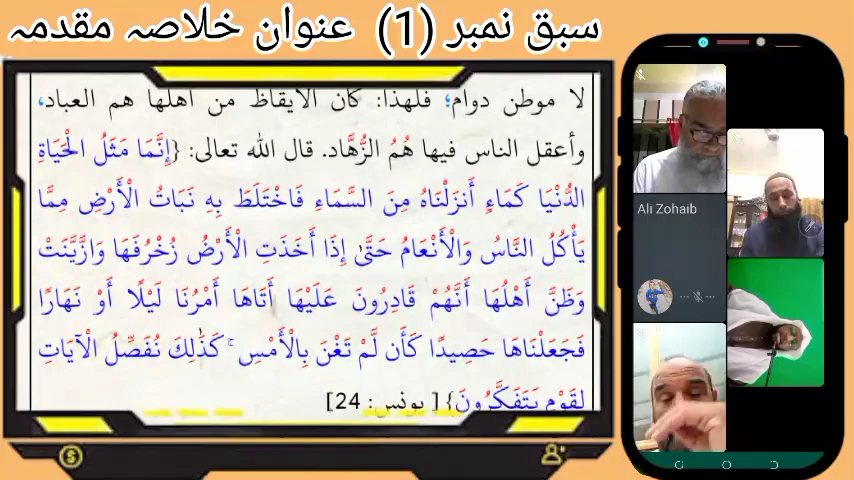 سبق نمبر (1) عنوان خلاصہ مقدمہ
لا موطن دوام؛ فلهذا: كان الأيقاظ من أهلها هم العباد،
وأعقل الناس فيها هُمُ الزُّهَّاد. قال الله تعالى: {إِنَّمَا مَثَلُ الْحَيَاةِ
الدُّنْيَا كَمَاءٍ أَنزَلْنَاهُ مِنَ السَّمَاءِ فَاخْتَلَطَ بِهِ نَبَاتُ الْأَرْضِ مِمَّا
يَأْكُلُ النَّاسُ وَالْأَنْعَامُ حَتَّىٰ إِذَا أَخَذَتِ الْأَرْضُ زُخْرُفَهَا وَازَّيَّنَتْ
وَظَنَّ أَهْلُهَا أَنَّهُمْ قَادِرُونَ عَلَيْهَا أَتَاهَا أَمْرُنَا لَيْلًا أَوْ نَهَارًا
فَجَعَلْنَاهَا حَصِيدًا كَأَن لَّمْ تَغْنَ بِالْأَمْسِ ۚ كَذَٰلِكَ نُفَصِّلُ الْآيَاتِ
لِقَوْمٍ يَتَفَكَّرُونَ} [يونس: 24]
Ali Zohaib